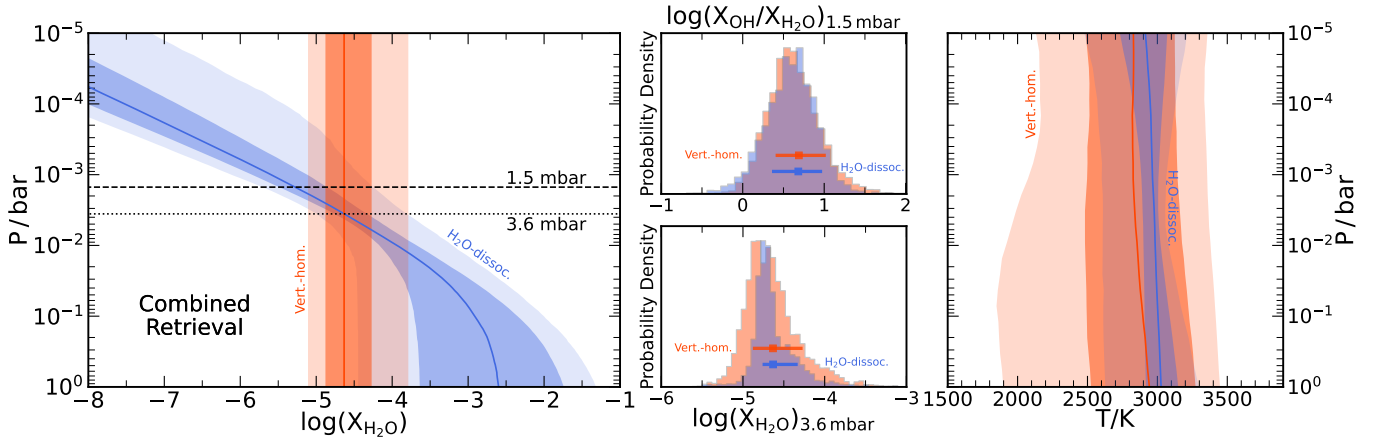 10⁻⁵
10⁻⁴
10⁻³
10⁻²
10⁻¹
10⁰
P / bar
1.5 mbar
3.6 mbar
H₂O-dissoc.
Vert.-hom.
Combined
Retrieval
−8 −7 −6 −5 −4 −3 −2 −1
log(X_H₂O)
log(X_OH/X_H₂O)1.5 mbar
Probability Density
Vert.-hom.
H₂O-dissoc.
−1 0 1 2
Probability Density
Vert.-hom.
H₂O-dissoc.
−6 −5 −4 −3
log(X_H₂O)3.6 mbar
Vert.-hom.
H₂O-dissoc.
10⁻⁵
10⁻⁴
10⁻³
10⁻²
10⁻¹
10⁰
P / bar
1500 2000 2500 3000 3500
T/K